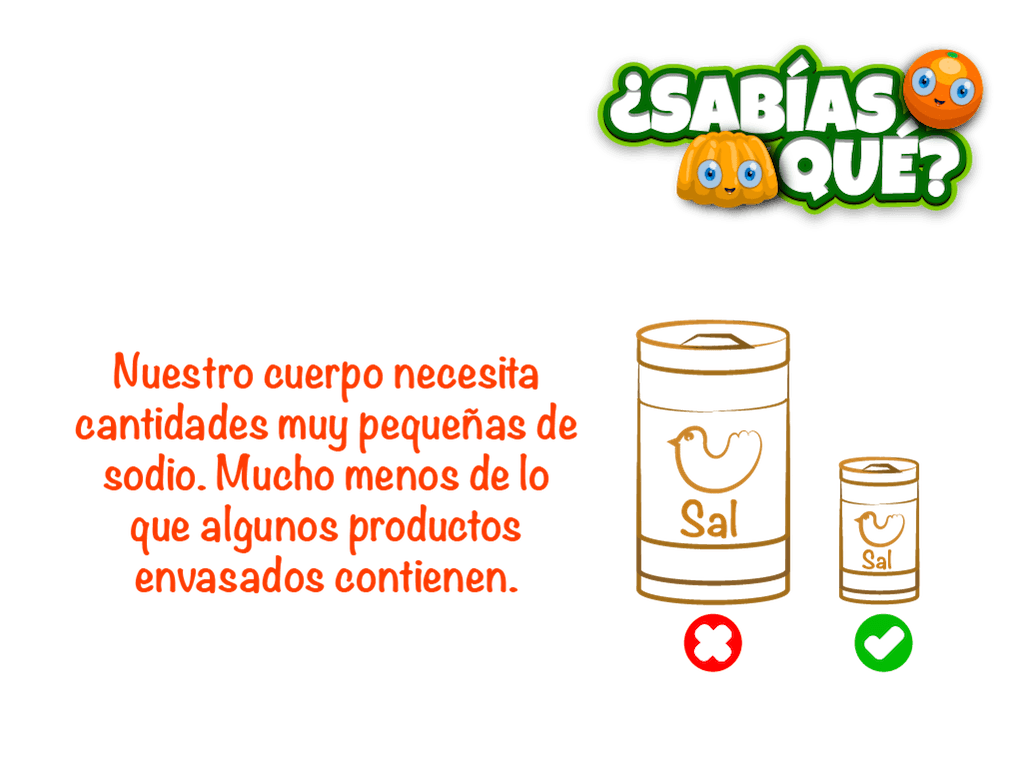 ¿SABÍAS
QUÉ?
Nuestro cuerpo necesita
cantidades muy pequeñas de
sodio. Mucho menos de lo
que algunos productos
envasados contienen.
Sal
Sal